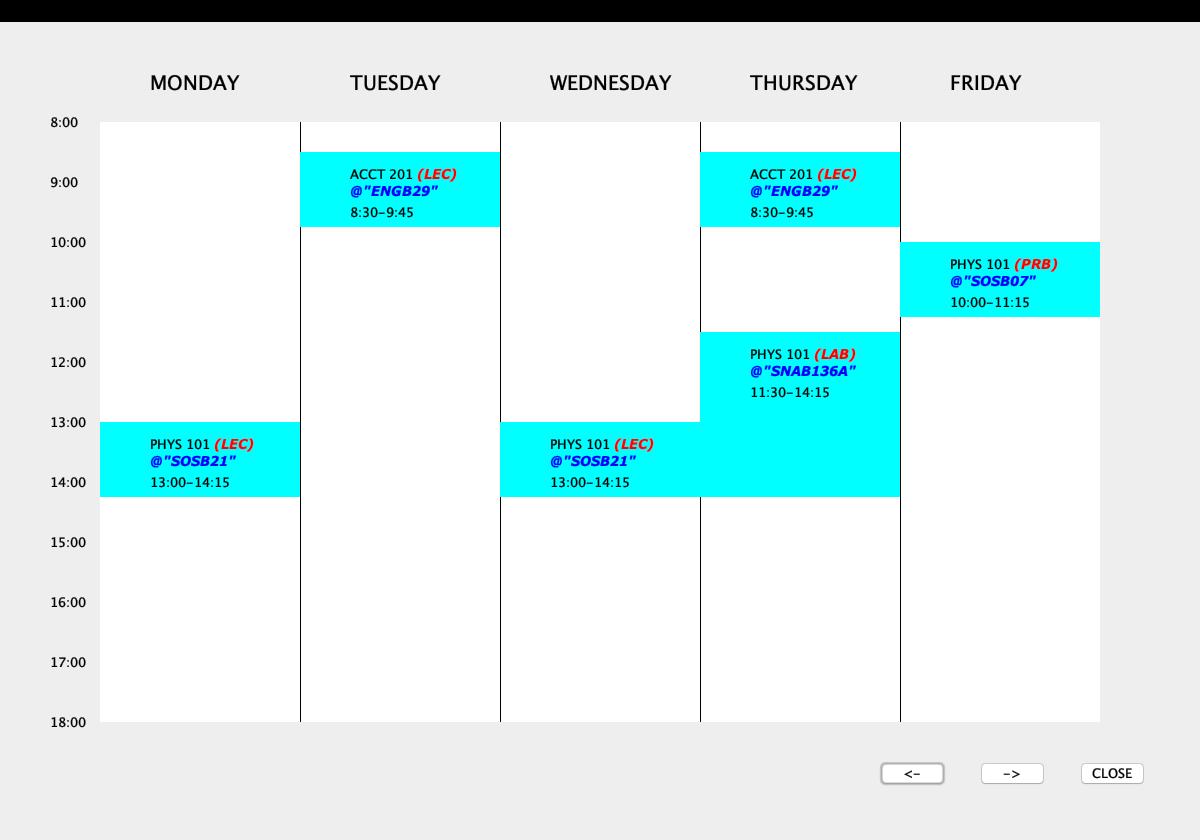 MONDAY TUESDAY WEDNESDAY THURSDAY FRIDAY
8:00
ACCT 201 (LEC)
@"ENGB29"
8:30-9:45
ACCT 201 (LEC)
@"ENGB29"
8:30-9:45
9:00
10:00
PHYS 101 (PRB)
@"SOSB07"
10:00-11:15
11:00
PHYS 101 (LAB)
@"SNAB136A"
11:30-14:15
12:00
13:00
PHYS 101 (LEC)
@"SOSB21"
13:00-14:15
PHYS 101 (LEC)
@"SOSB21"
13:00-14:15
14:00
15:00
16:00
17:00
18:00
<- -> CLOSE